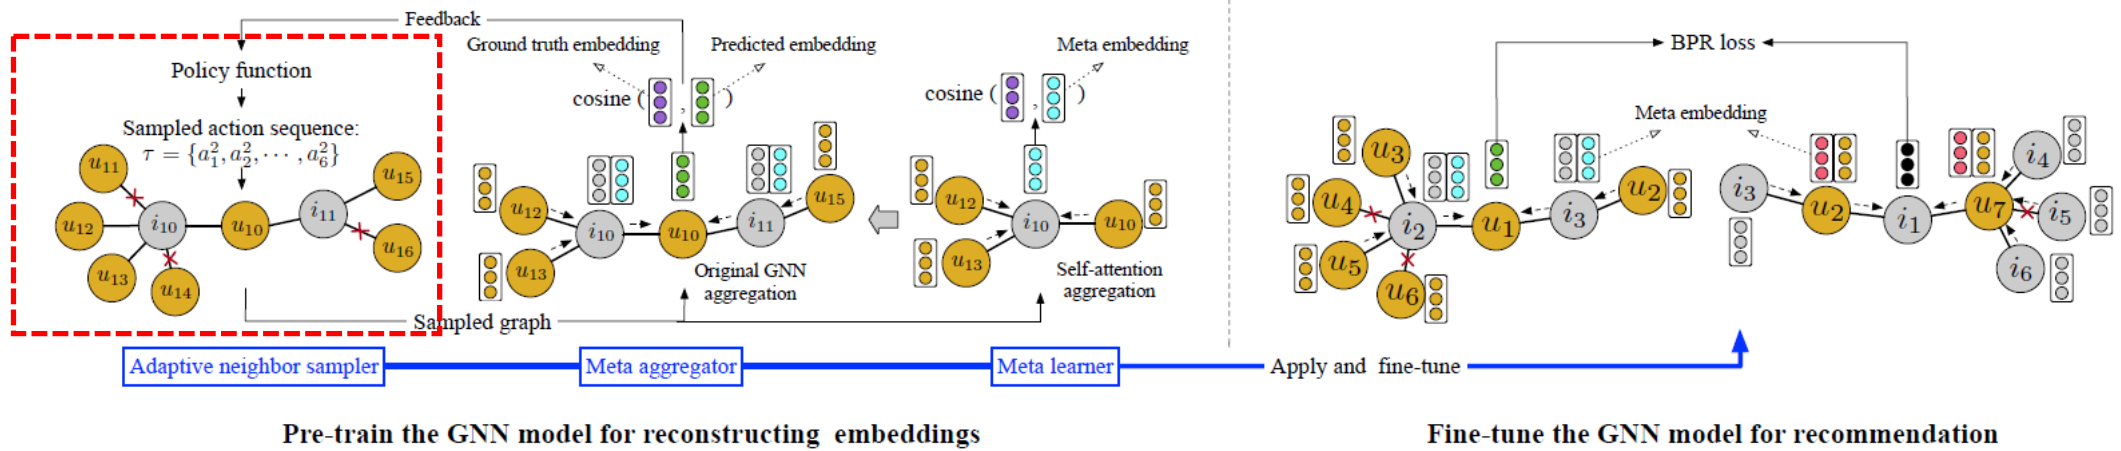 Feedback
Policy function
Sampled action sequence:
τ = {a₁², a₂², ⋯, a₆²}
u₁₁
u₁₂
i₁₀
u₁₀
i₁₁
u₁₅
u₁₆
u₁₃
u₁₄
Ground truth embedding
Predicted embedding
cosine ( , )
u₁₂
i₁₀
u₁₀
i₁₁
u₁₅
u₁₃
Original GNN
aggregation
Sampled graph
Meta embedding
cosine ( , )
u₁₂
i₁₀
u₁₀
u₁₃
Self-attention
aggregation
BPR loss
Meta embedding
u₃
u₄
i₂
u₁
i₃
u₂
u₅
u₆
i₃
u₂
i₁
u₇
i₄
i₅
i₆
Adaptive neighbor sampler
Meta aggregator
Meta learner
Apply and fine-tune
Pre-train the GNN model for reconstructing embeddings
Fine-tune the GNN model for recommendation